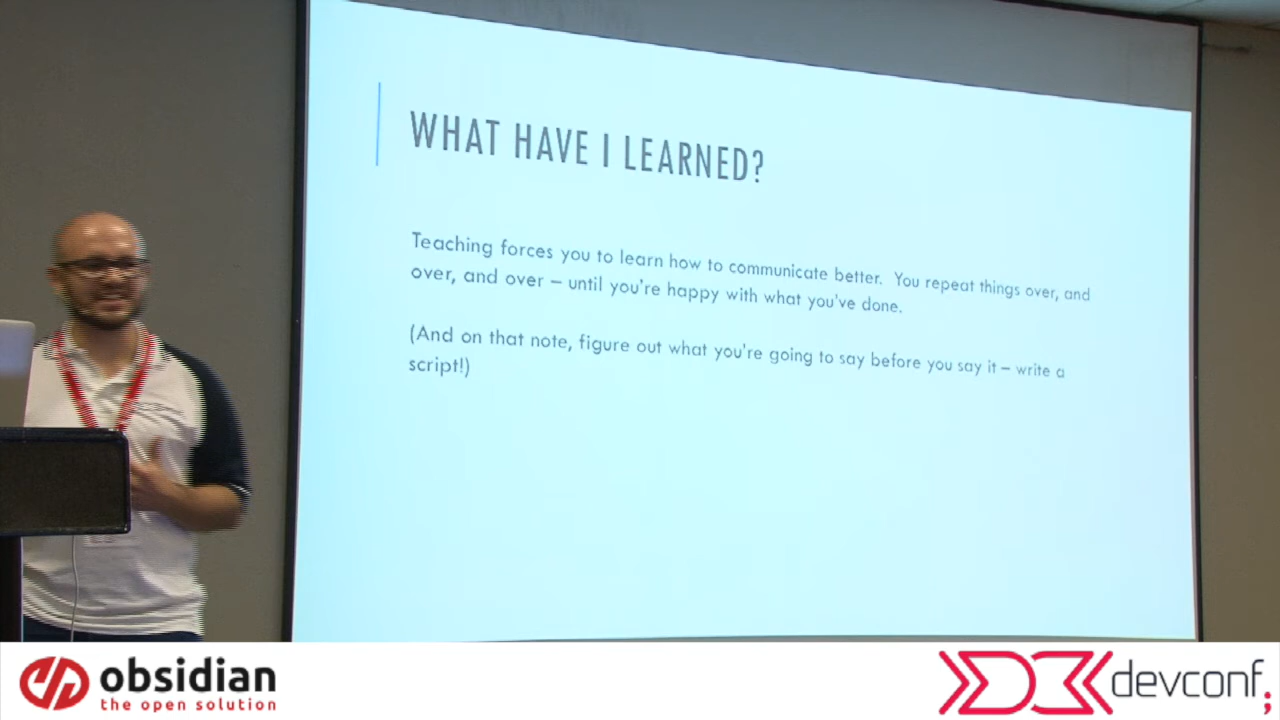 WHAT HAVE I LEARNED?
Teaching forces you to learn how to communicate better. You repeat things over, and
over, and over – until you're happy with what you've done.
(And on that note, figure out what you're going to say before you say it – write a
script!)
obsidian
the open solution
devconf;